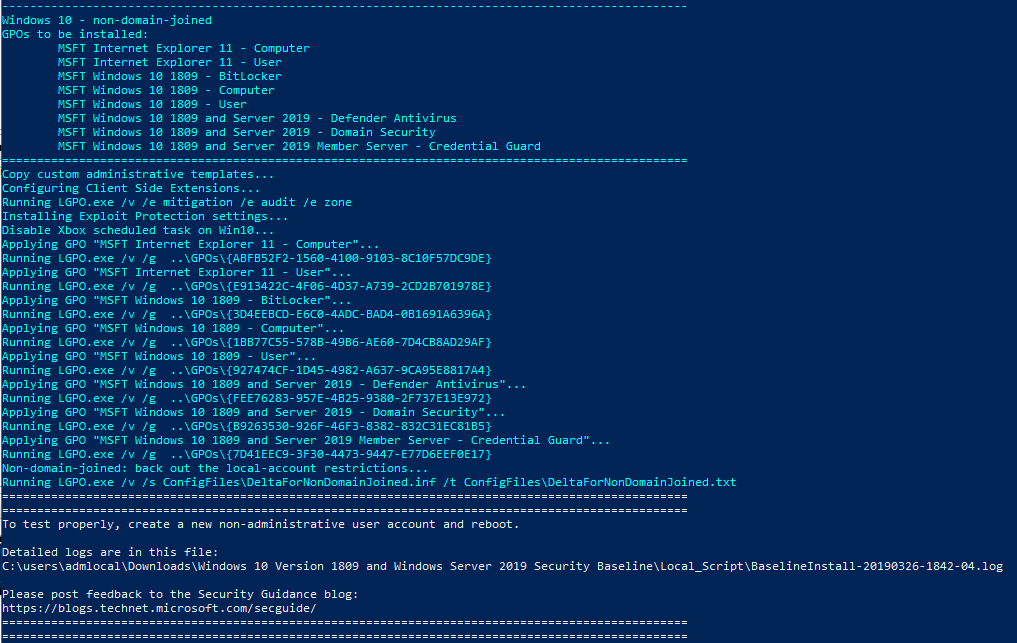 --------------------------------------------------------------------------------------------------
Windows 10 - non-domain-joined
GPOs to be installed:
        MSFT Internet Explorer 11 - Computer
        MSFT Internet Explorer 11 - User
        MSFT Windows 10 1809 - BitLocker
        MSFT Windows 10 1809 - Computer
        MSFT Windows 10 1809 - User
        MSFT Windows 10 1809 and Server 2019 - Defender Antivirus
        MSFT Windows 10 1809 and Server 2019 - Domain Security
        MSFT Windows 10 1809 and Server 2019 Member Server - Credential Guard
==================================================================================================
Copy custom administrative templates...
Configuring Client Side Extensions...
Running LGPO.exe /v /e mitigation /e audit /e zone
Installing Exploit Protection settings...
Disable Xbox scheduled task on Win10...
Applying GPO "MSFT Internet Explorer 11 - Computer"...
Running LGPO.exe /v /g  ..\GPOs\{ABFB52F2-1560-4100-9103-8C10F57DC9DE}
Applying GPO "MSFT Internet Explorer 11 - User"...
Running LGPO.exe /v /g  ..\GPOs\{E913422C-4F06-4D37-A739-2CD2B701978E}
Applying GPO "MSFT Windows 10 1809 - BitLocker"...
Running LGPO.exe /v /g  ..\GPOs\{3D4EEBCD-E6C0-4ADC-BAD4-0B1691A6396A}
Applying GPO "MSFT Windows 10 1809 - Computer"...
Running LGPO.exe /v /g  ..\GPOs\{1BB77C55-578B-49B6-AE60-7D4CB8AD29AF}
Applying GPO "MSFT Windows 10 1809 - User"...
Running LGPO.exe /v /g  ..\GPOs\{927474CF-1D45-4982-A637-9CA95E8817A4}
Applying GPO "MSFT Windows 10 1809 and Server 2019 - Defender Antivirus"...
Running LGPO.exe /v /g  ..\GPOs\{FEE76283-957E-4B25-9380-2F737E13E972}
Applying GPO "MSFT Windows 10 1809 and Server 2019 - Domain Security"...
Running LGPO.exe /v /g  ..\GPOs\{B9263530-926F-46F3-8382-832C31EC81B5}
Applying GPO "MSFT Windows 10 1809 and Server 2019 Member Server - Credential Guard"...
Running LGPO.exe /v /g  ..\GPOs\{7D41EEC9-3F30-4473-9447-E77D6EEF0E17}
Non-domain-joined: back out the local-account restrictions...
Running LGPO.exe /v /s ConfigFiles\DeltaForNonDomainJoined.inf /t ConfigFiles\DeltaForNonDomainJoined.txt
==================================================================================================
==================================================================================================
To test properly, create a new non-administrative user account and reboot.

Detailed logs are in this file:
C:\users\admlocal\Downloads\Windows 10 Version 1809 and Windows Server 2019 Security Baseline\Local_Script\BaselineInstall-20190326-1842-04.log

Please post feedback to the Security Guidance blog:
https://blogs.technet.microsoft.com/secguide/
==================================================================================================
==================================================================================================